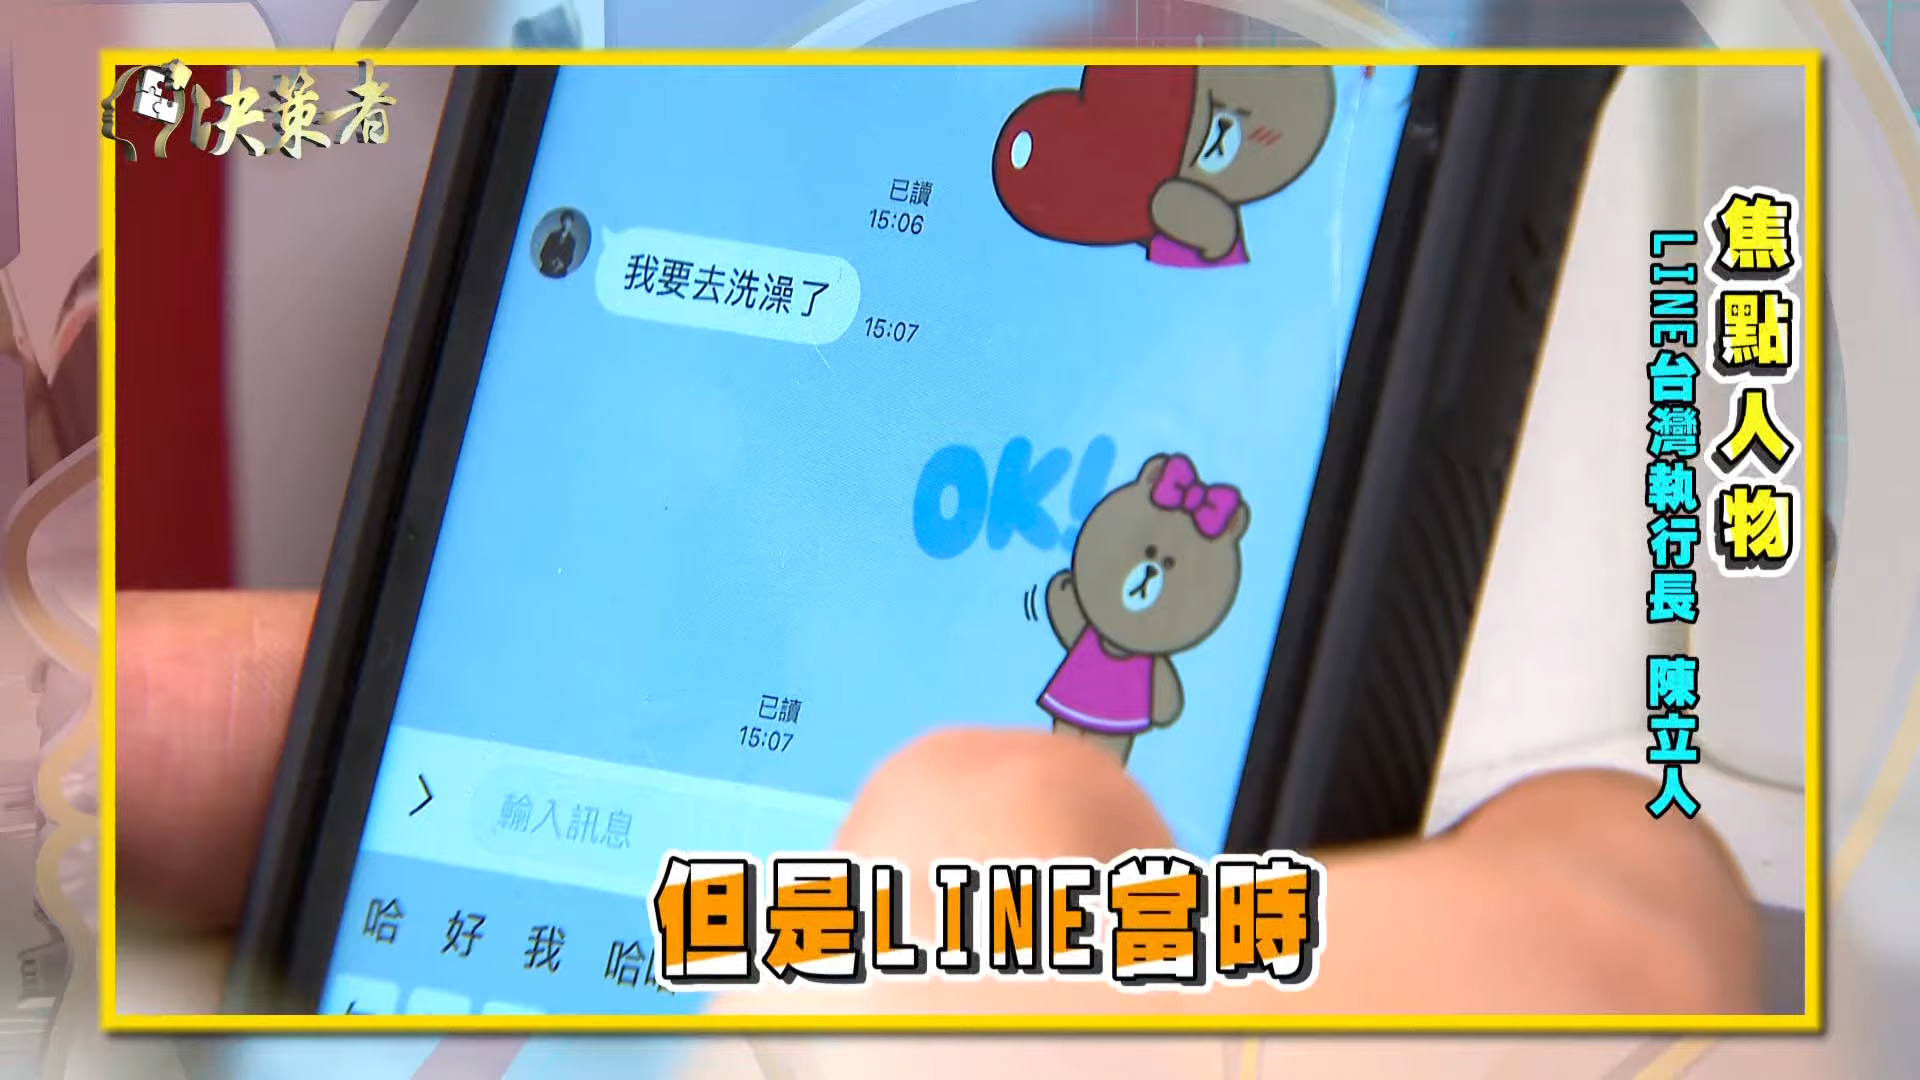 決策者
焦點人物
LINE台灣執行長 陳立人
已讀
15:06
我要去洗澡了
15:07
OK!
已讀
15:07
輸入訊息
哈 好 我
但是LINE當時